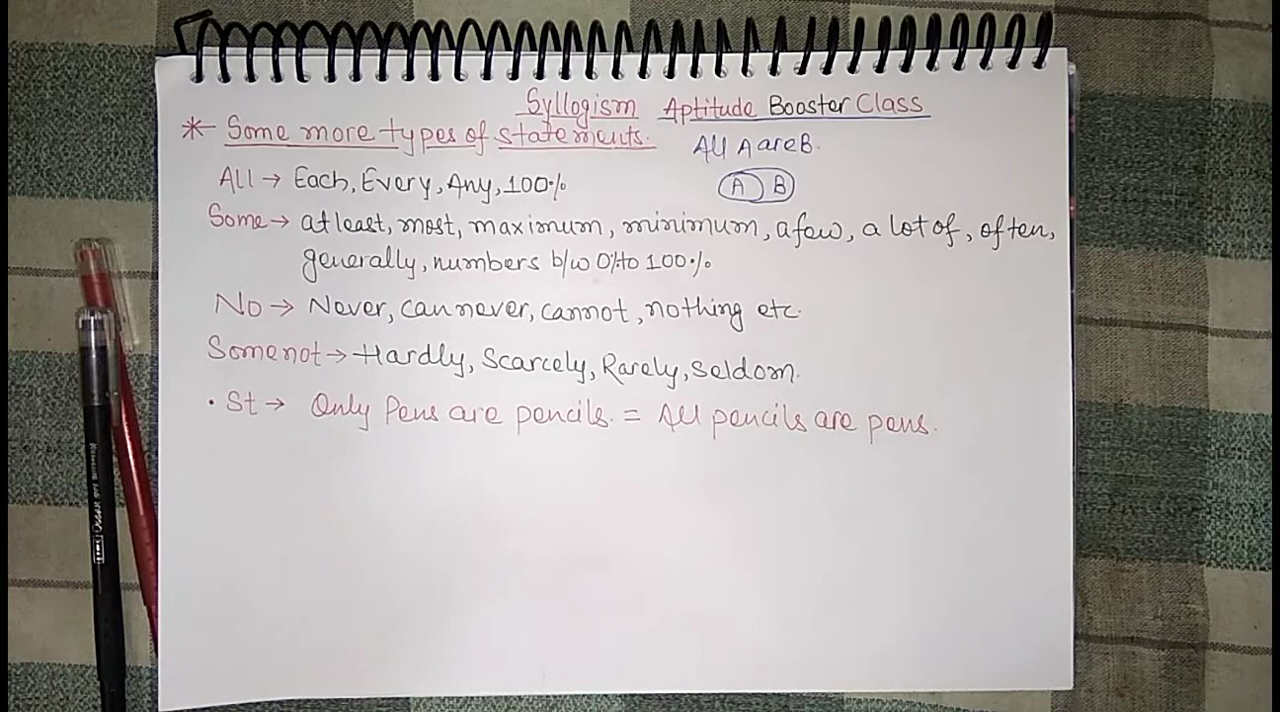 Syllogism Aptitude Booster Class
* Some more types of statements.
All A are B.
All → Each, Every, Any, 100%
A B
Some → at least, most, maximum, minimum, a few, a lot of, often,
generally, numbers b/w 0% to 100%
No → Never, can never, cannot, nothing etc.
Some not → Hardly, Scarcely, Rarely, Seldom.
• St → Only Pens are pencils. = All pencils are pens.